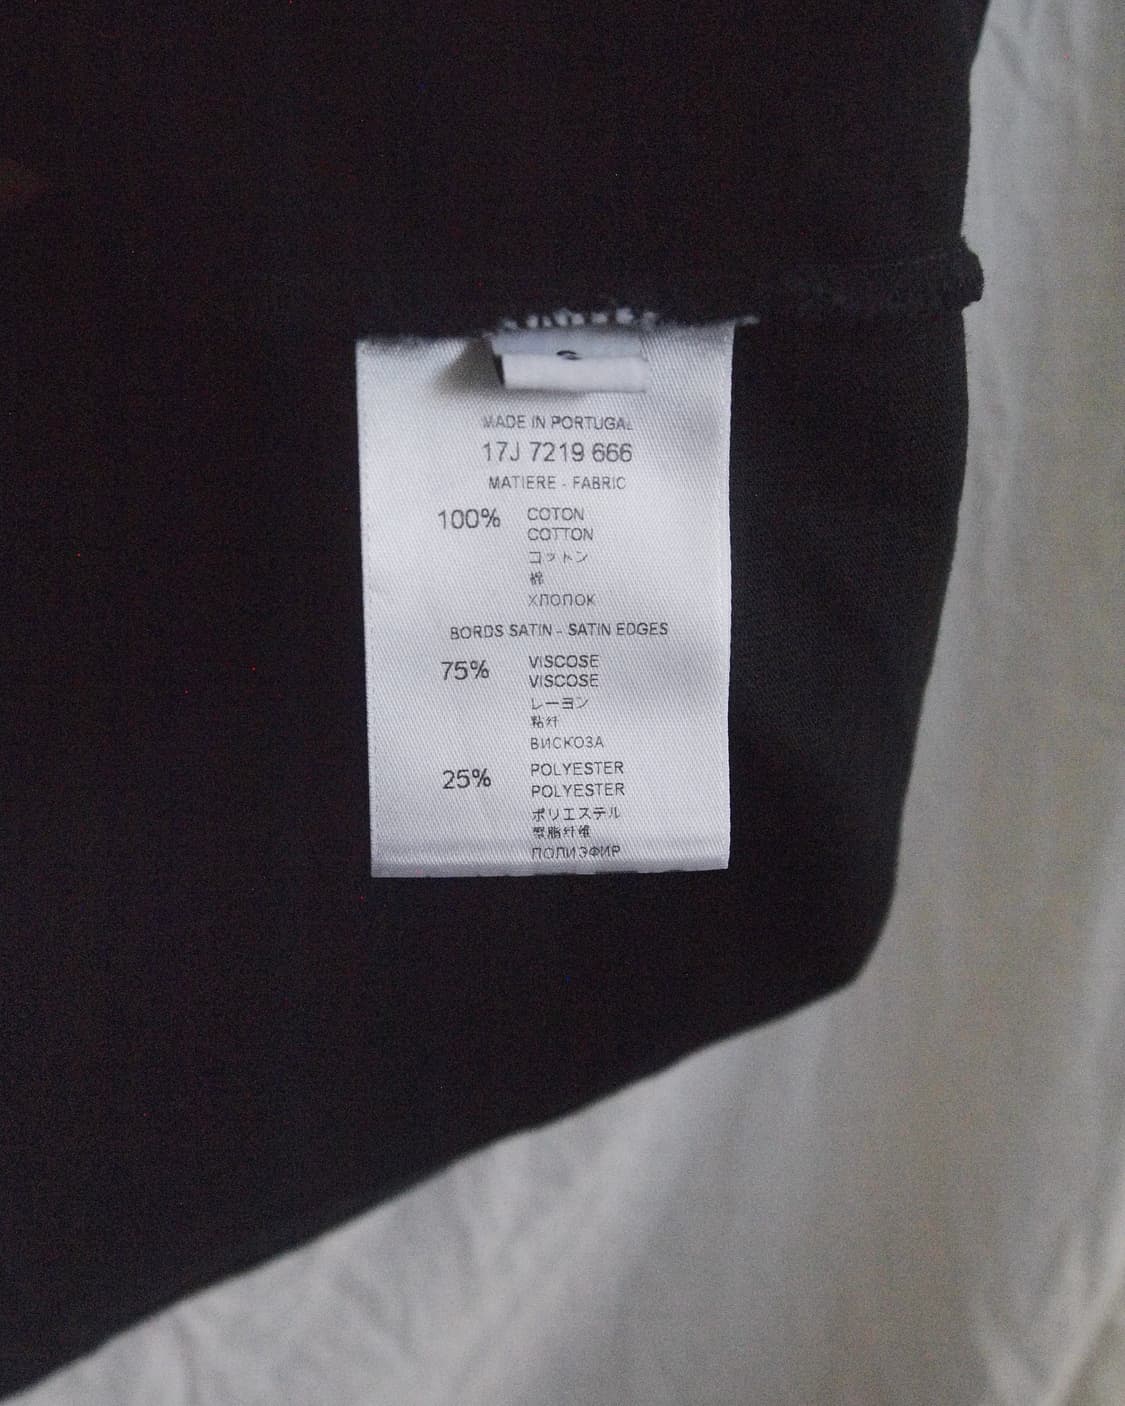 MADE IN PORTUGAL
17J 7219 666
MATIERE - FABRIC
100% COTON
COTTON
コットン
棉
ХЛОПОК
BORDS SATIN - SATIN EDGES
75% VISCOSE
VISCOSE
レーヨン
粘纤
ВИСКОЗА
25% POLYESTER
POLYESTER
ポリエステル
聚脂纤维
ПОЛИЭФИР